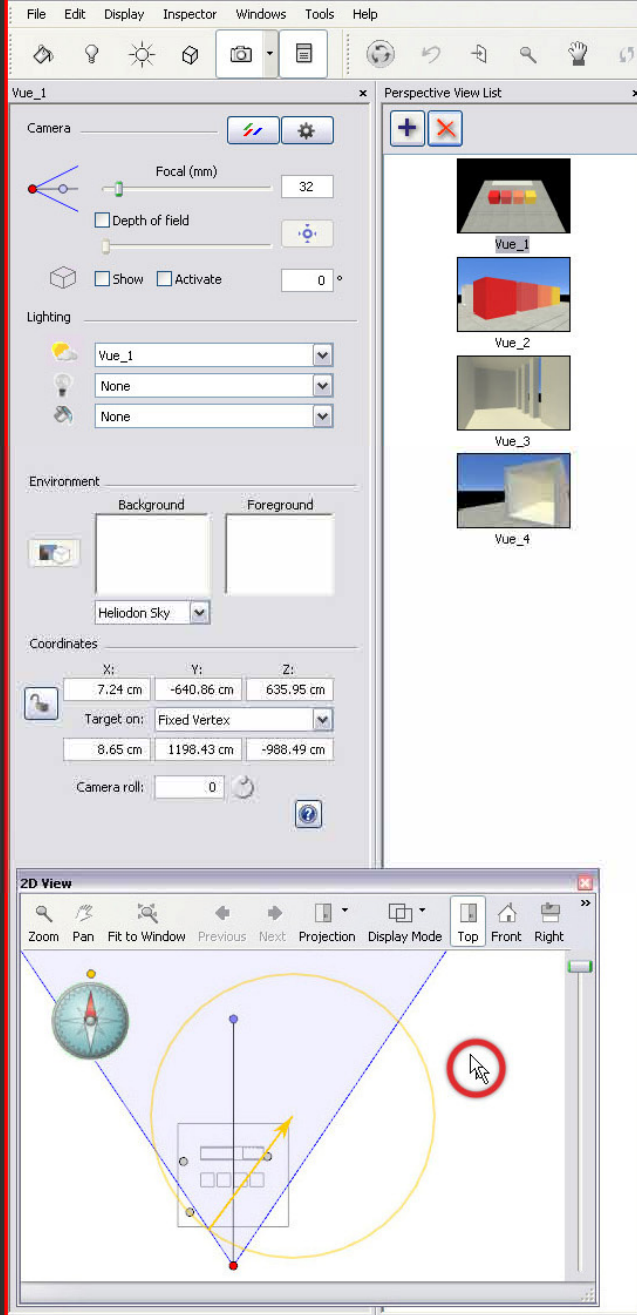 File Edit Display Inspector Windows Tools Help
Vue_1
Camera
Focal (mm)
32
Depth of field
Show Activate 0 °
Lighting
Vue_1
None
None
Environment
Background Foreground
Heliodon Sky
Coordinates
X: Y: Z:
7.24 cm -640.86 cm 635.95 cm
Target on: Fixed Vertex
8.65 cm 1198.43 cm -988.49 cm
Camera roll: 0
Perspective View List
Vue_1
Vue_2
Vue_3
Vue_4
2D View
Zoom Pan Fit to Window Previous Next Projection Display Mode Top Front Right